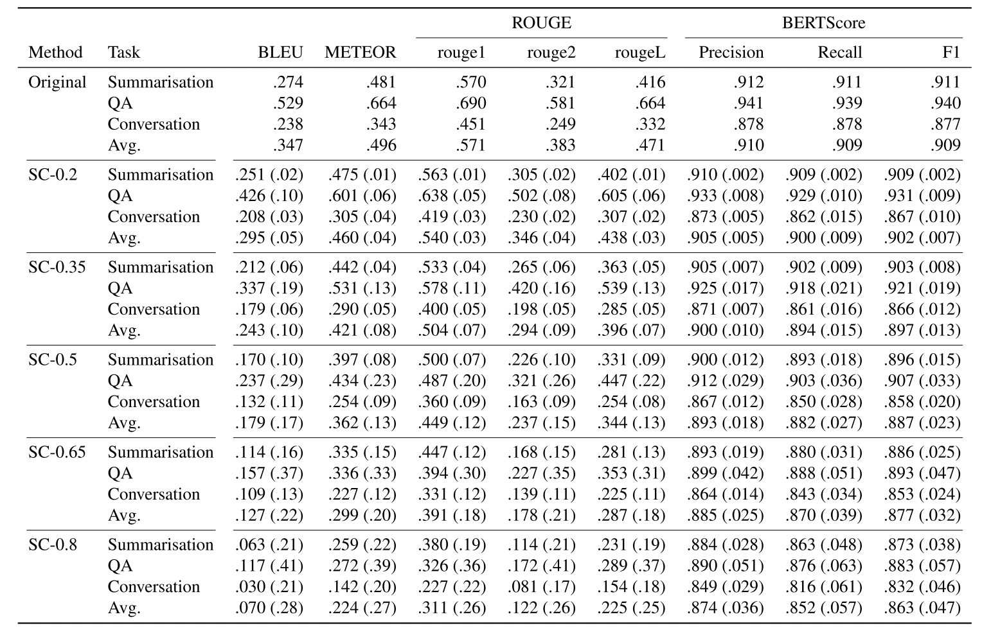 ROUGE BERTScore
Method Task BLEU METEOR rouge1 rouge2 rougeL Precision Recall F1
Original Summarisation .274 .481 .570 .321 .416 .912 .911 .911
QA .529 .664 .690 .581 .664 .941 .939 .940
Conversation .238 .343 .451 .249 .332 .878 .878 .877
Avg. .347 .496 .571 .383 .471 .910 .909 .909
SC-0.2 Summarisation .251 (.02) .475 (.01) .563 (.01) .305 (.02) .402 (.01) .910 (.002) .909 (.002) .909 (.002)
QA .426 (.10) .601 (.06) .638 (.05) .502 (.08) .605 (.06) .933 (.008) .929 (.010) .931 (.009)
Conversation .208 (.03) .305 (.04) .419 (.03) .230 (.02) .307 (.02) .873 (.005) .862 (.015) .867 (.010)
Avg. .295 (.05) .460 (.04) .540 (.03) .346 (.04) .438 (.03) .905 (.005) .900 (.009) .902 (.007)
SC-0.35 Summarisation .212 (.06) .442 (.04) .533 (.04) .265 (.06) .363 (.05) .905 (.007) .902 (.009) .903 (.008)
QA .337 (.19) .531 (.13) .578 (.11) .420 (.16) .539 (.13) .925 (.017) .918 (.021) .921 (.019)
Conversation .179 (.06) .290 (.05) .400 (.05) .198 (.05) .285 (.05) .871 (.007) .861 (.016) .866 (.012)
Avg. .243 (.10) .421 (.08) .504 (.07) .294 (.09) .396 (.07) .900 (.010) .894 (.015) .897 (.013)
SC-0.5 Summarisation .170 (.10) .397 (.08) .500 (.07) .226 (.10) .331 (.09) .900 (.012) .893 (.018) .896 (.015)
QA .237 (.29) .434 (.23) .487 (.20) .321 (.26) .447 (.22) .912 (.029) .903 (.036) .907 (.033)
Conversation .132 (.11) .254 (.09) .360 (.09) .163 (.09) .254 (.08) .867 (.012) .850 (.028) .858 (.020)
Avg. .179 (.17) .362 (.13) .449 (.12) .237 (.15) .344 (.13) .893 (.018) .882 (.027) .887 (.023)
SC-0.65 Summarisation .114 (.16) .335 (.15) .447 (.12) .168 (.15) .281 (.13) .893 (.019) .880 (.031) .886 (.025)
QA .157 (.37) .336 (.33) .394 (.30) .227 (.35) .353 (.31) .899 (.042) .888 (.051) .893 (.047)
Conversation .109 (.13) .227 (.12) .331 (.12) .139 (.11) .225 (.11) .864 (.014) .843 (.034) .853 (.024)
Avg. .127 (.22) .299 (.20) .391 (.18) .178 (.21) .287 (.18) .885 (.025) .870 (.039) .877 (.032)
SC-0.8 Summarisation .063 (.21) .259 (.22) .380 (.19) .114 (.21) .231 (.19) .884 (.028) .863 (.048) .873 (.038)
QA .117 (.41) .272 (.39) .326 (.36) .172 (.41) .289 (.37) .890 (.051) .876 (.063) .883 (.057)
Conversation .030 (.21) .142 (.20) .227 (.22) .081 (.17) .154 (.18) .849 (.029) .816 (.061) .832 (.046)
Avg. .070 (.28) .224 (.27) .311 (.26) .122 (.26) .225 (.25) .874 (.036) .852 (.057) .863 (.047)